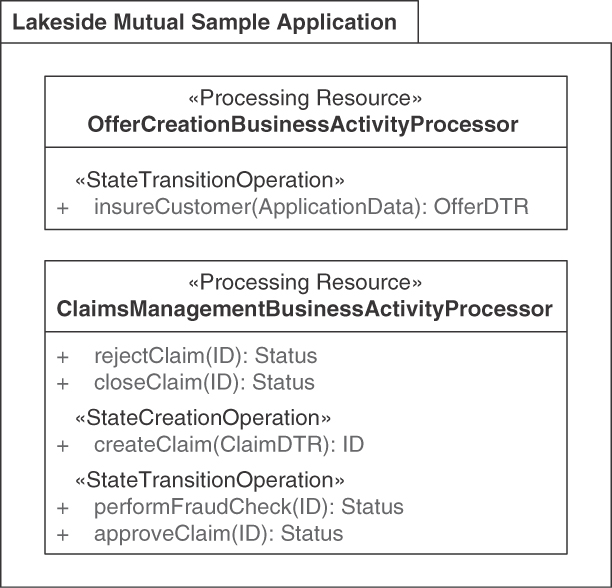 Lakeside Mutual Sample Application
«Processing Resource»
OfferCreationBusinessActivityProcessor
«StateTransitionOperation»
+ insureCustomer(ApplicationData): OfferDTR
«Processing Resource»
ClaimsManagementBusinessActivityProcessor
+ rejectClaim(ID): Status
+ closeClaim(ID): Status
«StateCreationOperation»
+ createClaim(ClaimDTR): ID
«StateTransitionOperation»
+ performFraudCheck(ID): Status
+ approveClaim(ID): Status